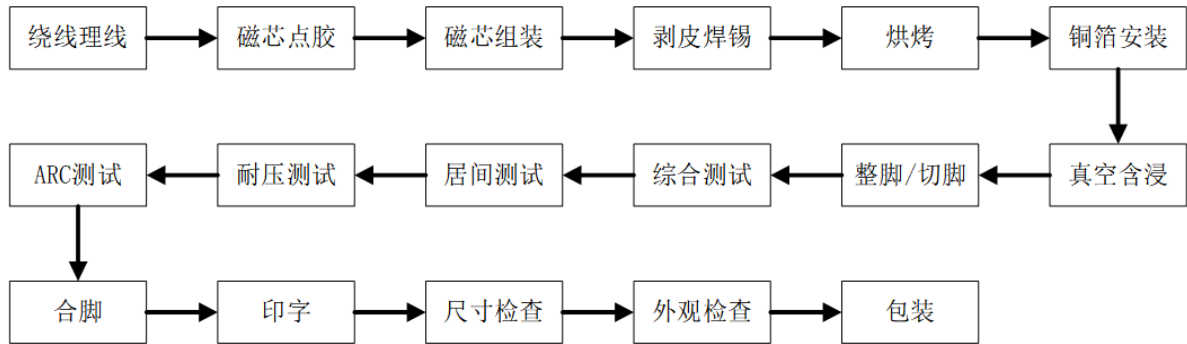 绕线理线
磁芯点胶
磁芯组装
剥皮焊锡
烘烤
铜箔安装
真空含浸
整脚/切脚
综合测试
居间测试
耐压测试
ARC测试
合脚
印字
尺寸检查
外观检查
包装